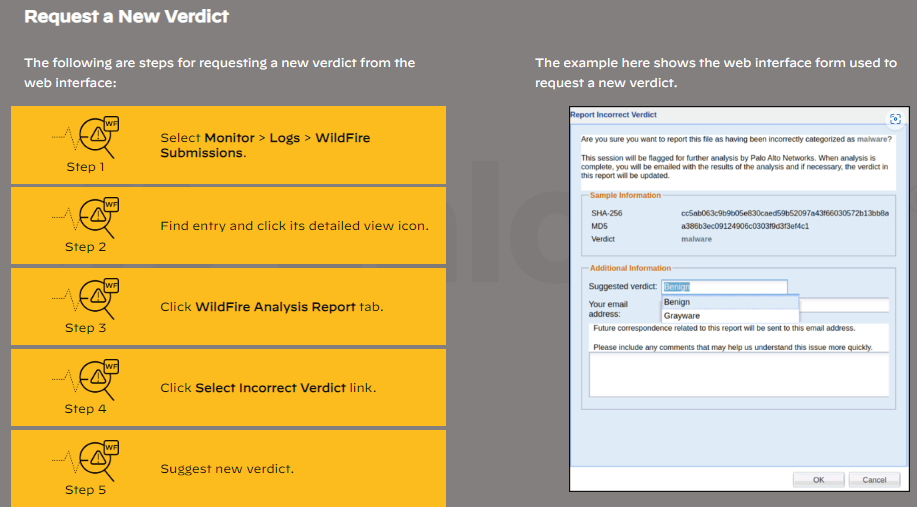 Request a New Verdict
The following are steps for requesting a new verdict from the
web interface:
WF
Step 1
Select Monitor > Logs > WildFire
Submissions.
WF
Step 2
Find entry and click its detailed view icon.
WF
Step 3
Click WildFire Analysis Report tab.
WF
Step 4
Click Select Incorrect Verdict link.
WF
Step 5
Suggest new verdict.
The example here shows the web interface form used to
request a new verdict.
Report Incorrect Verdict
Are you sure you want to report this file as having been incorrectly categorized as malware?
This session will be flagged for further analysis by Palo Alto Networks. When analysis is
complete, you will be emailed with the results of the analysis and if necessary, the verdict in
this report will be updated.
Sample Information
SHA-256 cc5ab063c9b9b05e830caed59b52097a43f66030572b13bb8a
MD5 a386b3ec09124906c0303f9d3f3ef4c1
Verdict malware
Additional Information
Suggested verdict: Benign
Benign
Grayware
Your email
address:
Future correspondence related to this report will be sent to this email address.
Please include any comments that may help us understand this issue more quickly.
OK Cancel